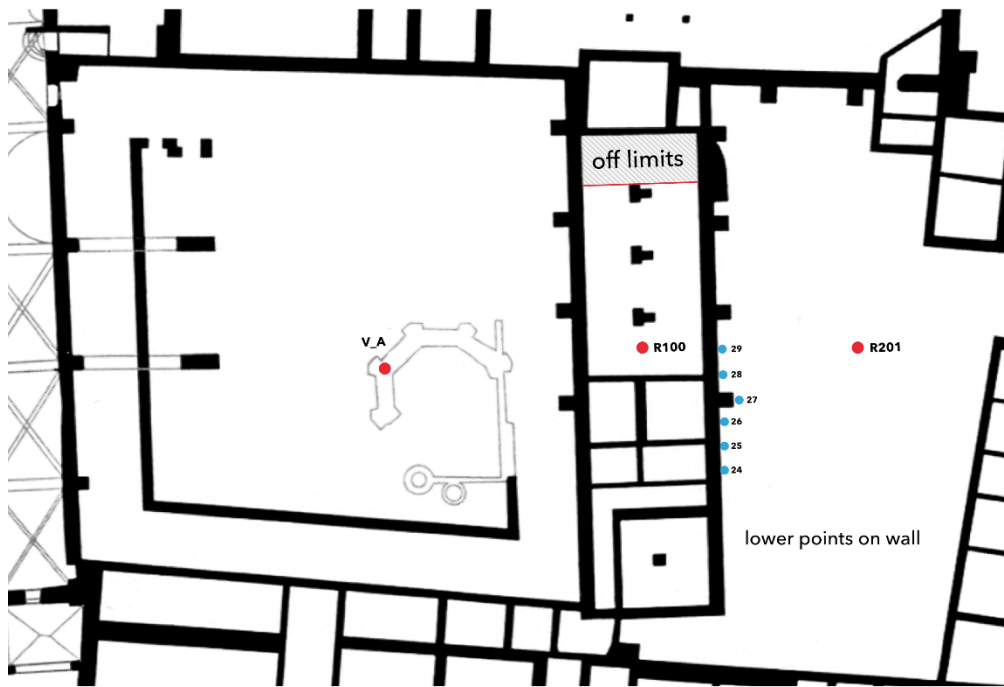 off limits
V_A
R100
R201
29
28
27
26
25
24
lower points on wall